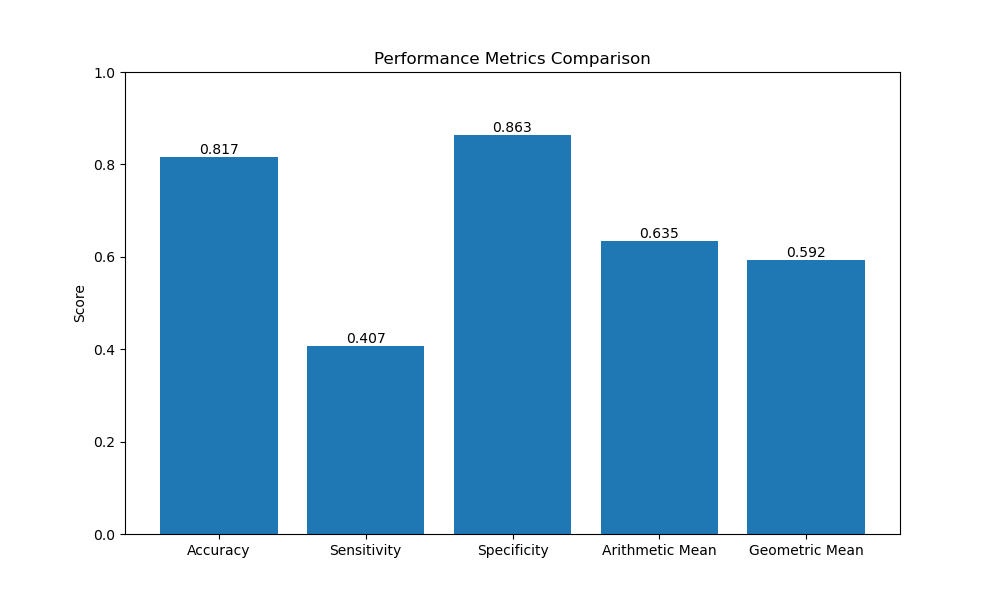 Performance Metrics Comparison
1.0
0.8
0.6
0.4
0.2
0.0
Score
0.817
0.407
0.863
0.635
0.592
Accuracy
Sensitivity
Specificity
Arithmetic Mean
Geometric Mean